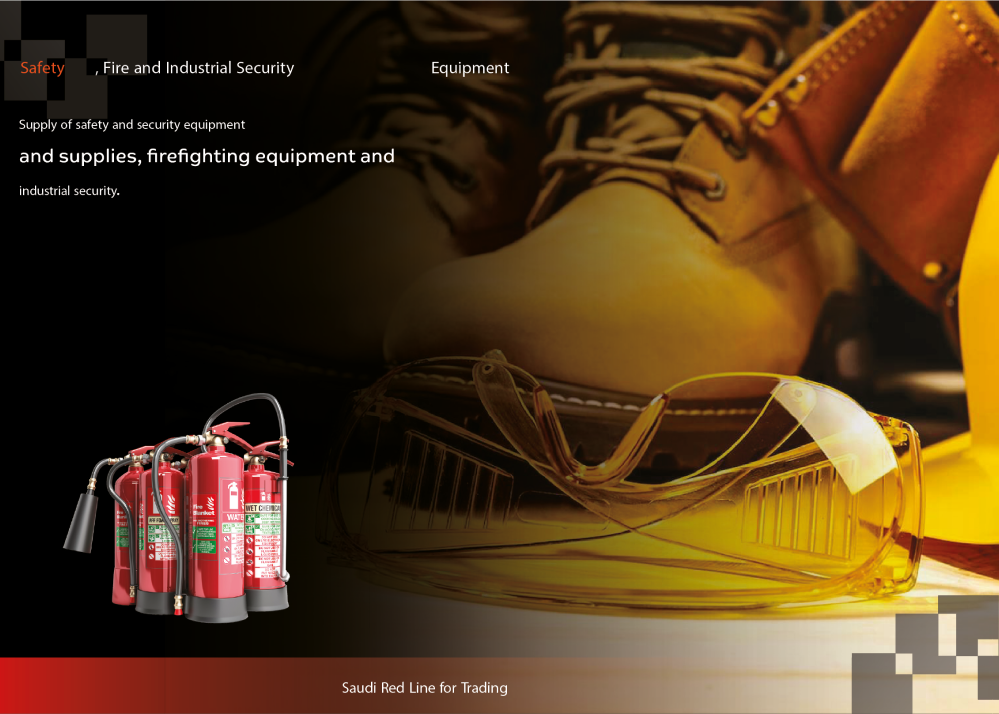 Safety , Fire and Industrial Security Equipment
Supply of safety and security equipment
and supplies, firefighting equipment and
industrial security.
WATER
WET CHEMICAL
Saudi Red Line for Trading